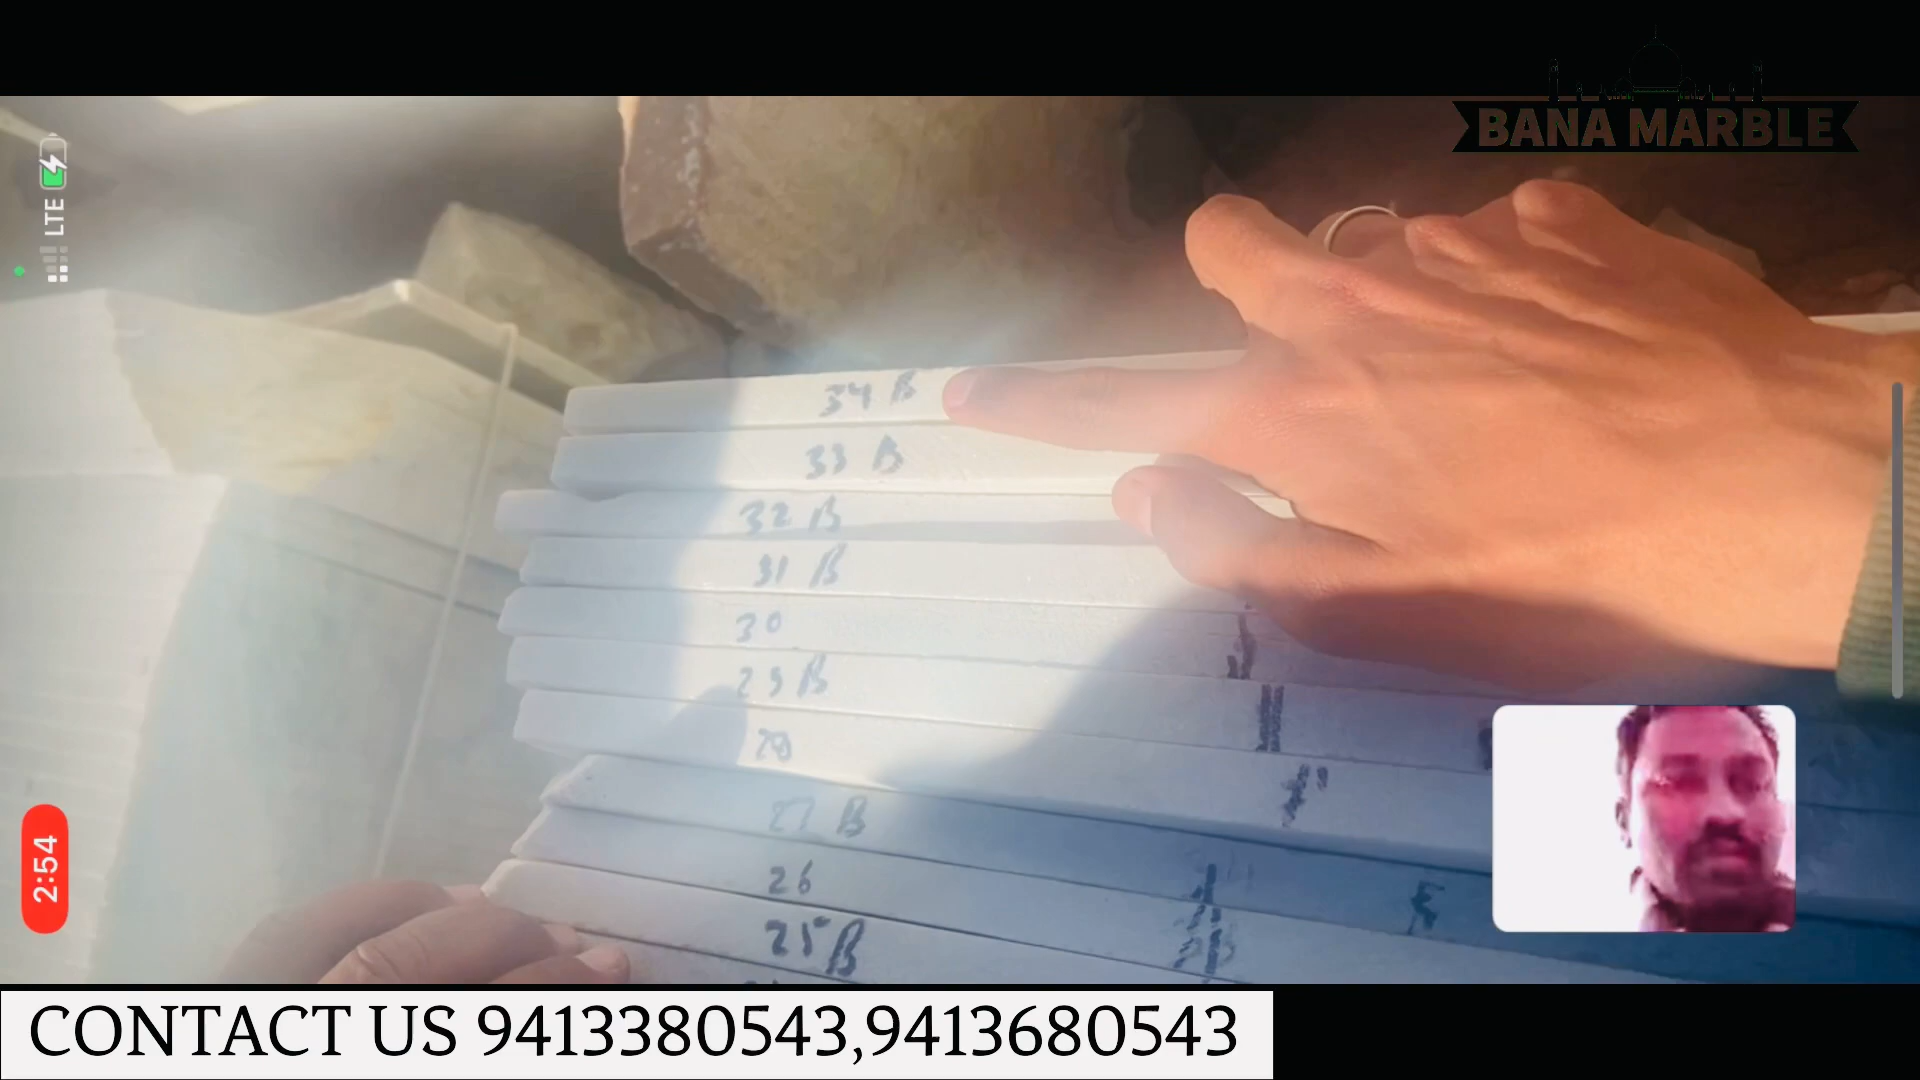 BANA MARBLE
LTE
34 B
33 B
32 B
31 B
30
29 B
28
27 B
26
25 B
2:54
CONTACT US 9413380543,9413680543